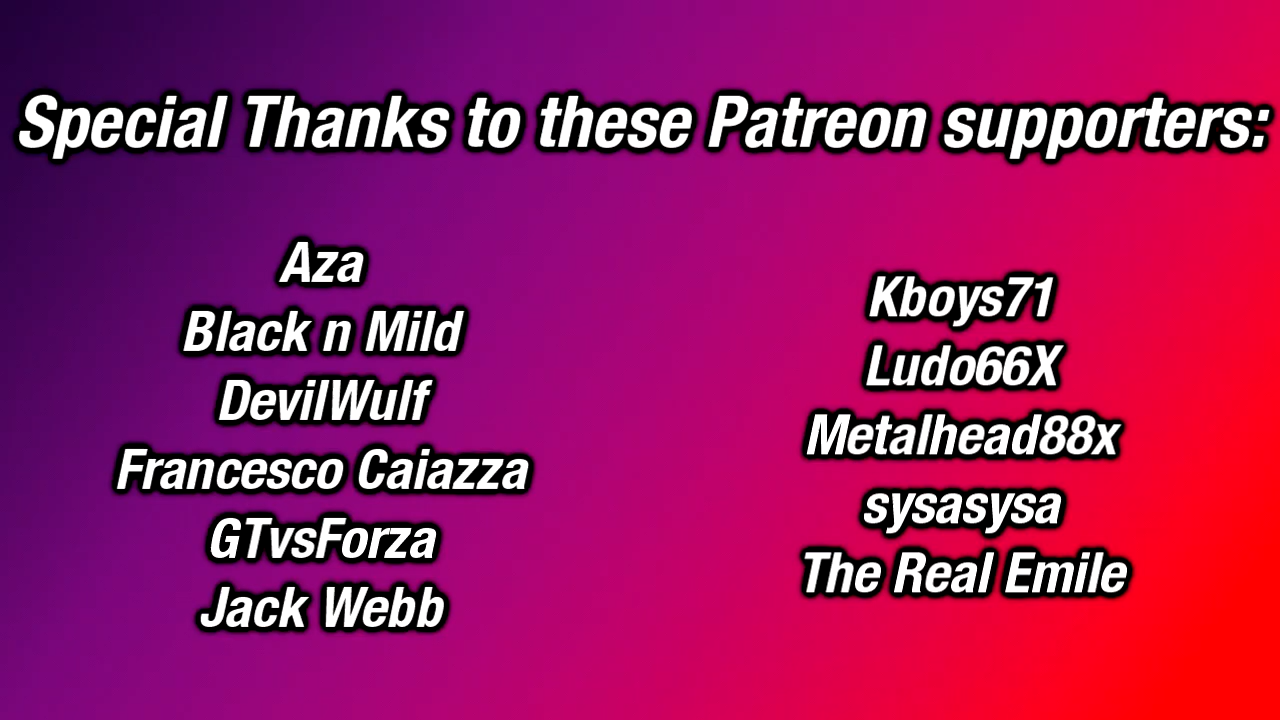 Special Thanks to these Patreon supporters:
Aza
Black n Mild
DevilWulf
Francesco Caiazza
GTvsForza
Jack Webb
Kboys71
Ludo66X
Metalhead88x
sysasysa
The Real Emile